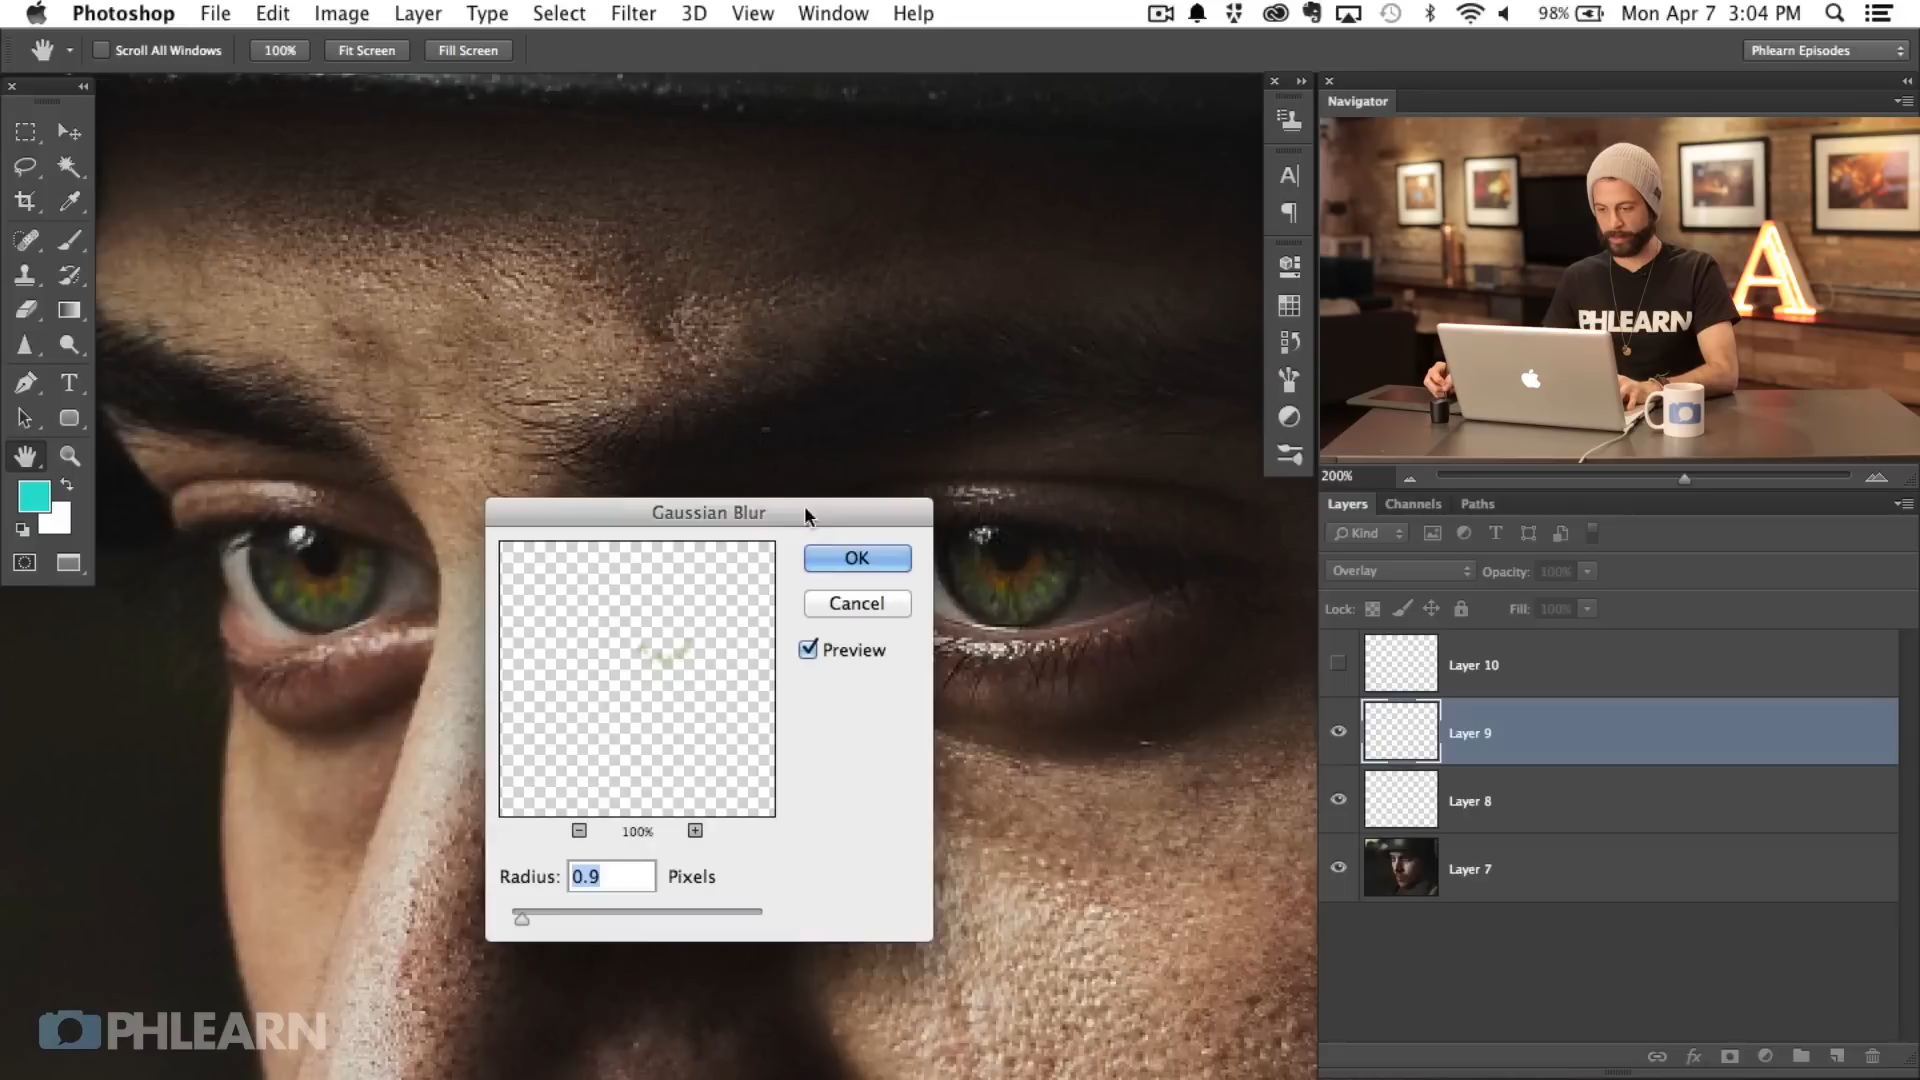 Photoshop File Edit Image Layer Type Select Filter 3D View Window Help 98% Mon Apr 7 3:04 PM
Scroll All Windows 100% Fit Screen Fill Screen Phlearn Episodes
Navigator
A
PHLEARN
200%
Layers Channels Paths
Kind
Overlay Opacity: 100%
Lock: Fill: 100%
Layer 10
Layer 9
Layer 8
Layer 7
Gaussian Blur
OK
Cancel
Preview
100%
Radius: 0.9 Pixels
PHLEARN